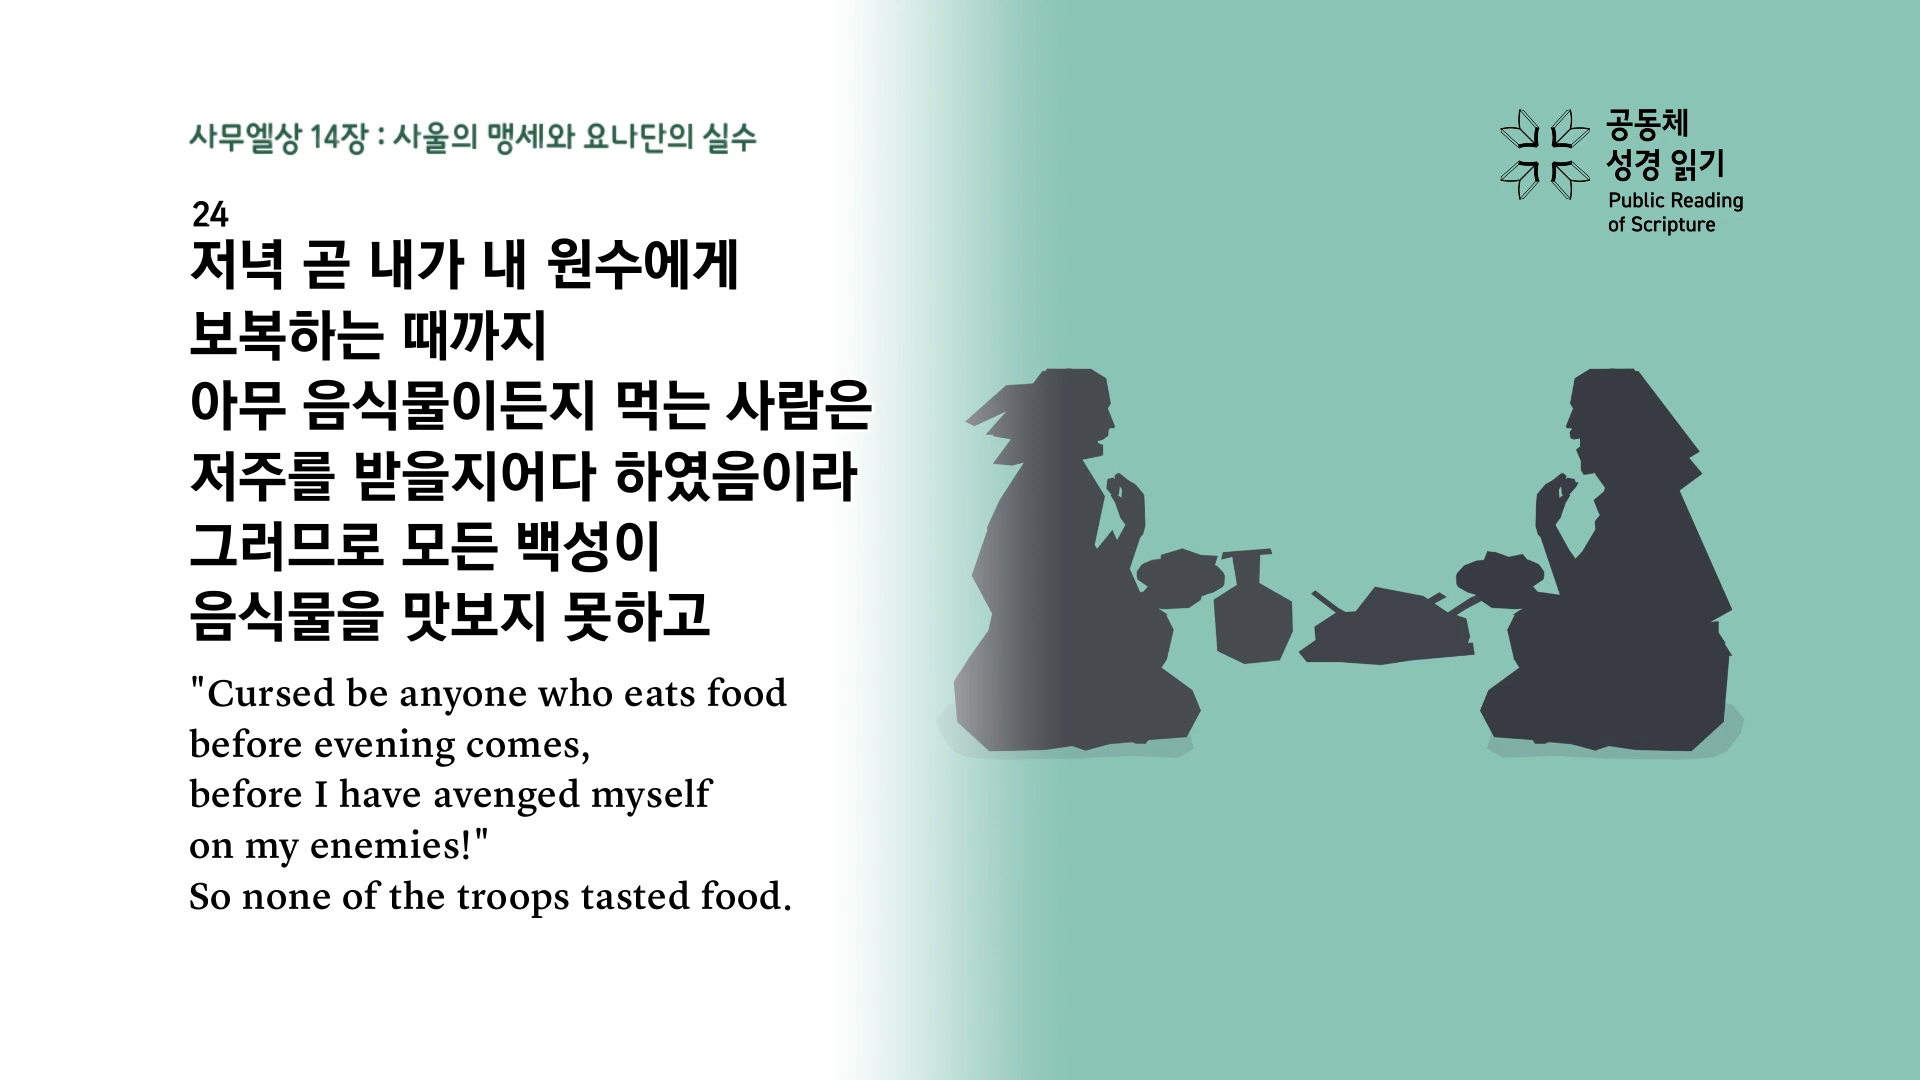 사무엘상 14장 : 사울의 맹세와 요나단의 실수
24
저녁 곧 내가 내 원수에게
보복하는 때까지
아무 음식물이든지 먹는 사람은
저주를 받을지어다 하였음이라
그러므로 모든 백성이
음식물을 맛보지 못하고
"Cursed be anyone who eats food
before evening comes,
before I have avenged myself
on my enemies!"
So none of the troops tasted food.
공동체
성경 읽기
Public Reading
of Scripture